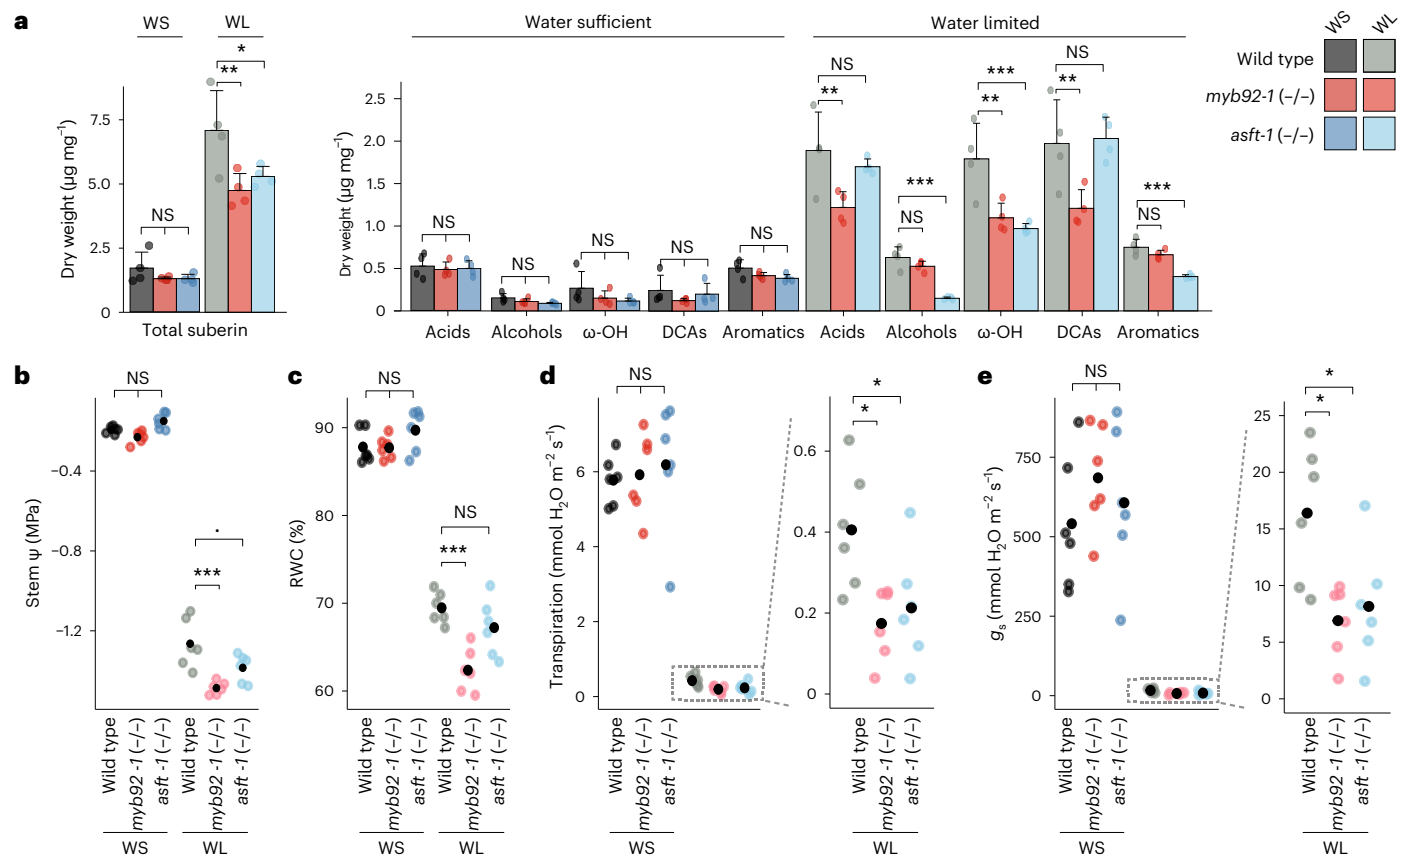 a
WS
WL
Water sufficient
Water limited
WS
WL
Wild type
myb92-1 (−/−)
asft-1 (−/−)
Dry weight (µg mg⁻¹)
7.5
5.0
2.5
0
NS
**
*
Total suberin
Dry weight (µg mg⁻¹)
2.5
2.0
1.5
1.0
0.5
0
NS
NS
NS
NS
NS
NS
**
***
NS
***
**
NS
**
***
NS
Acids
Alcohols
ω-OH
DCAs
Aromatics
Acids
Alcohols
ω-OH
DCAs
Aromatics
b
Stem ψ (MPa)
−0.4
−0.8
−1.2
NS
.
***
Wild type
myb92 -1 (−/−)
asft -1 (−/−)
Wild type
myb92 -1 (−/−)
asft -1 (−/−)
WS
WL
c
RWC (%)
90
80
70
60
NS
NS
***
Wild type
myb92 -1 (−/−)
asft -1 (−/−)
Wild type
myb92 -1 (−/−)
asft -1 (−/−)
WS
WL
d
Transpiration (mmol H₂O m⁻² s⁻¹)
6
4
2
0
NS
Wild type
myb92 -1 (−/−)
asft -1 (−/−)
WS
*
*
0.6
0.4
0.2
0
Wild type
myb92 -1 (−/−)
asft -1 (−/−)
WL
e
gₛ (mmol H₂O m⁻² s⁻¹)
750
500
250
0
NS
Wild type
myb92 -1 (−/−)
asft -1 (−/−)
WS
*
*
25
20
15
10
5
0
Wild type
myb92 -1 (−/−)
asft -1 (−/−)
WL